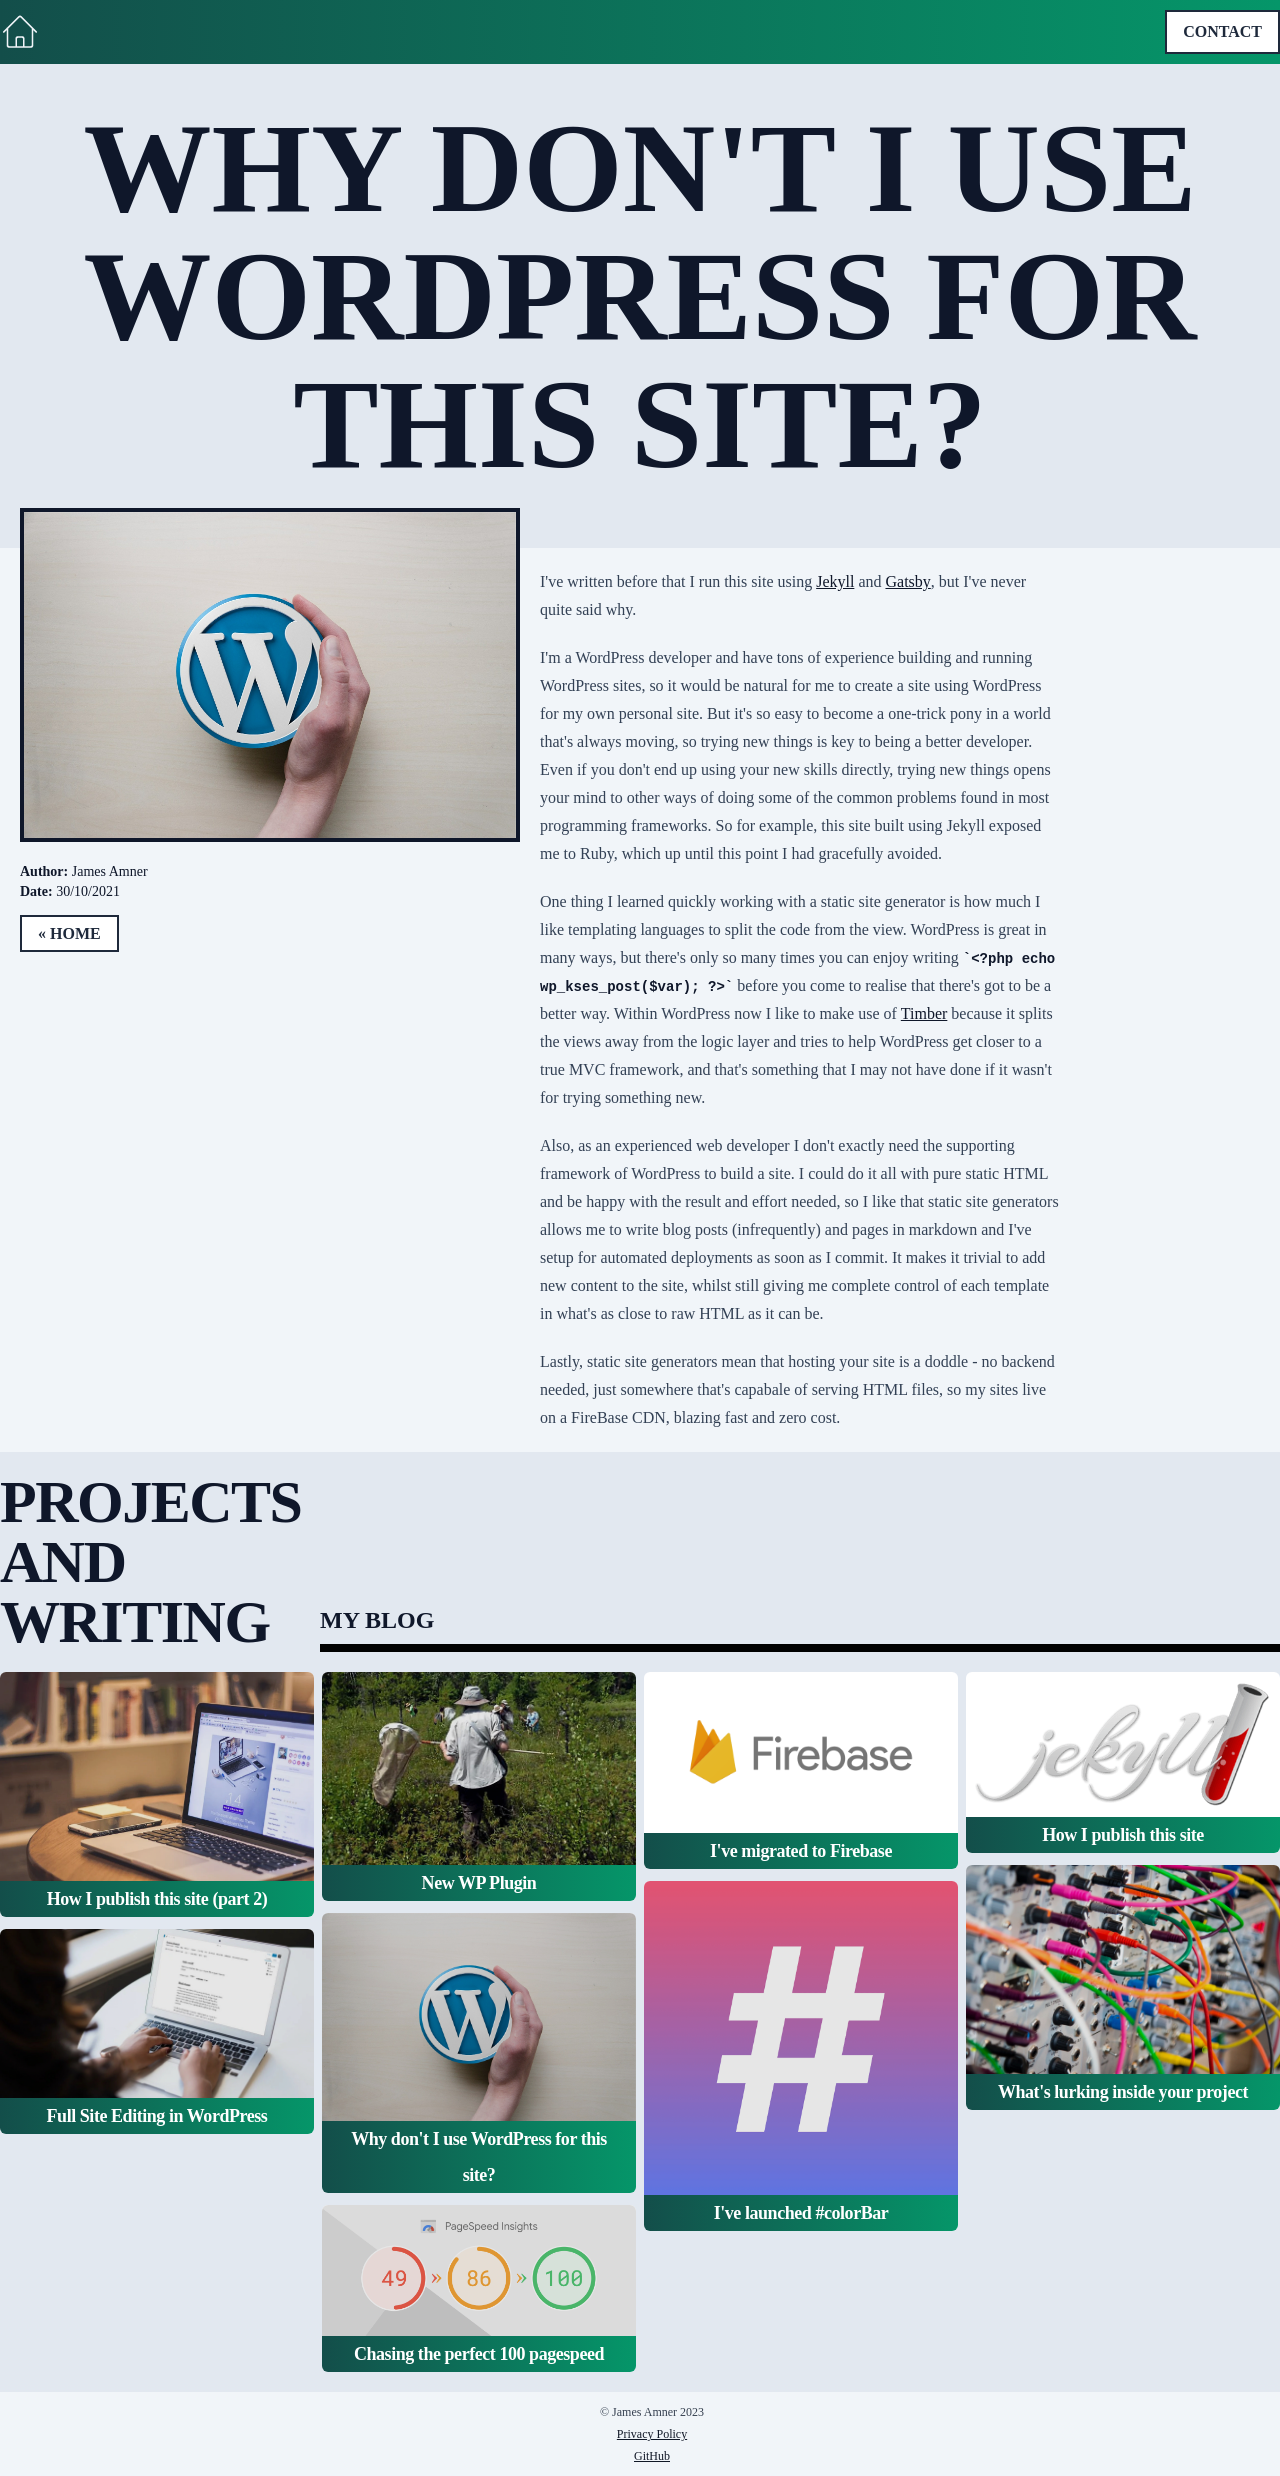 CONTACT
WHY DON'T I USE
WORDPRESS FOR
THIS SITE?
Author: James Amner
Date: 30/10/2021
« HOME
I've written before that I run this site using Jekyll and Gatsby, but I've never
quite said why.
I'm a WordPress developer and have tons of experience building and running
WordPress sites, so it would be natural for me to create a site using WordPress
for my own personal site. But it's so easy to become a one-trick pony in a world
that's always moving, so trying new things is key to being a better developer.
Even if you don't end up using your new skills directly, trying new things opens
your mind to other ways of doing some of the common problems found in most
programming frameworks. So for example, this site built using Jekyll exposed
me to Ruby, which up until this point I had gracefully avoided.
One thing I learned quickly working with a static site generator is how much I
like templating languages to split the code from the view. WordPress is great in
many ways, but there's only so many times you can enjoy writing `<?php echo
wp_kses_post($var); ?>` before you come to realise that there's got to be a
better way. Within WordPress now I like to make use of Timber because it splits
the views away from the logic layer and tries to help WordPress get closer to a
true MVC framework, and that's something that I may not have done if it wasn't
for trying something new.
Also, as an experienced web developer I don't exactly need the supporting
framework of WordPress to build a site. I could do it all with pure static HTML
and be happy with the result and effort needed, so I like that static site generators
allows me to write blog posts (infrequently) and pages in markdown and I've
setup for automated deployments as soon as I commit. It makes it trivial to add
new content to the site, whilst still giving me complete control of each template
in what's as close to raw HTML as it can be.
Lastly, static site generators mean that hosting your site is a doddle - no backend
needed, just somewhere that's capabale of serving HTML files, so my sites live
on a FireBase CDN, blazing fast and zero cost.
PROJECTS
AND
WRITING
MY BLOG
How I publish this site (part 2)
Full Site Editing in WordPress
New WP Plugin
W
Why don't I use WordPress for this
site?
PageSpeed Insights
49 » 86 » 100
Chasing the perfect 100 pagespeed
Firebase
I've migrated to Firebase
#
I've launched #colorBar
jekyll
How I publish this site
What's lurking inside your project
© James Amner 2023
Privacy Policy
GitHub